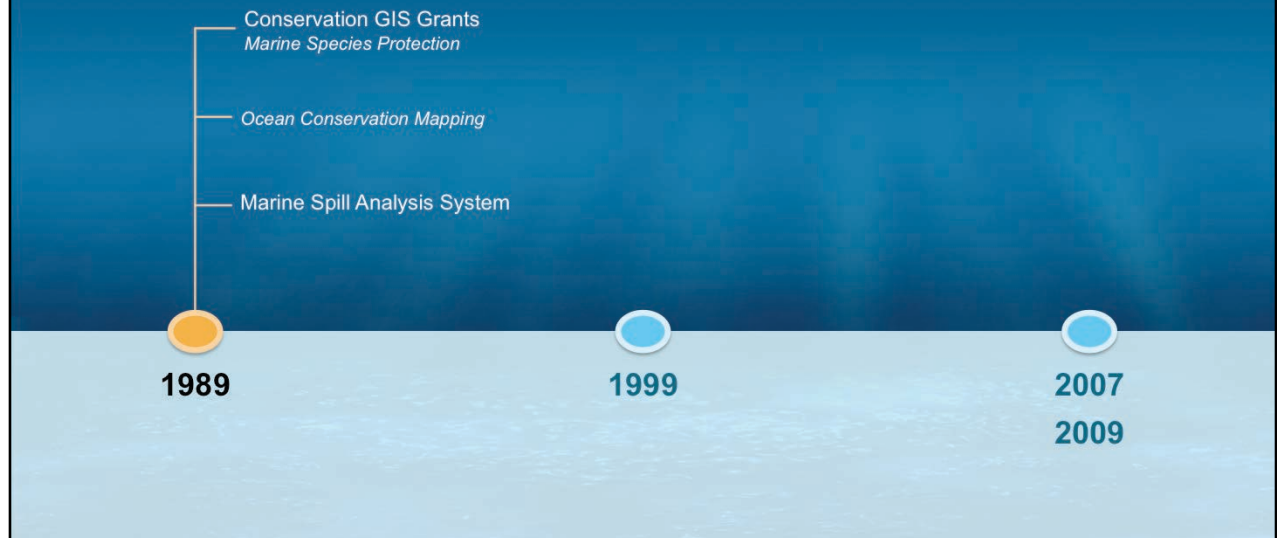 Conservation GIS Grants
Marine Species Protection
Ocean Conservation Mapping
Marine Spill Analysis System
1989
1999
2007
2009